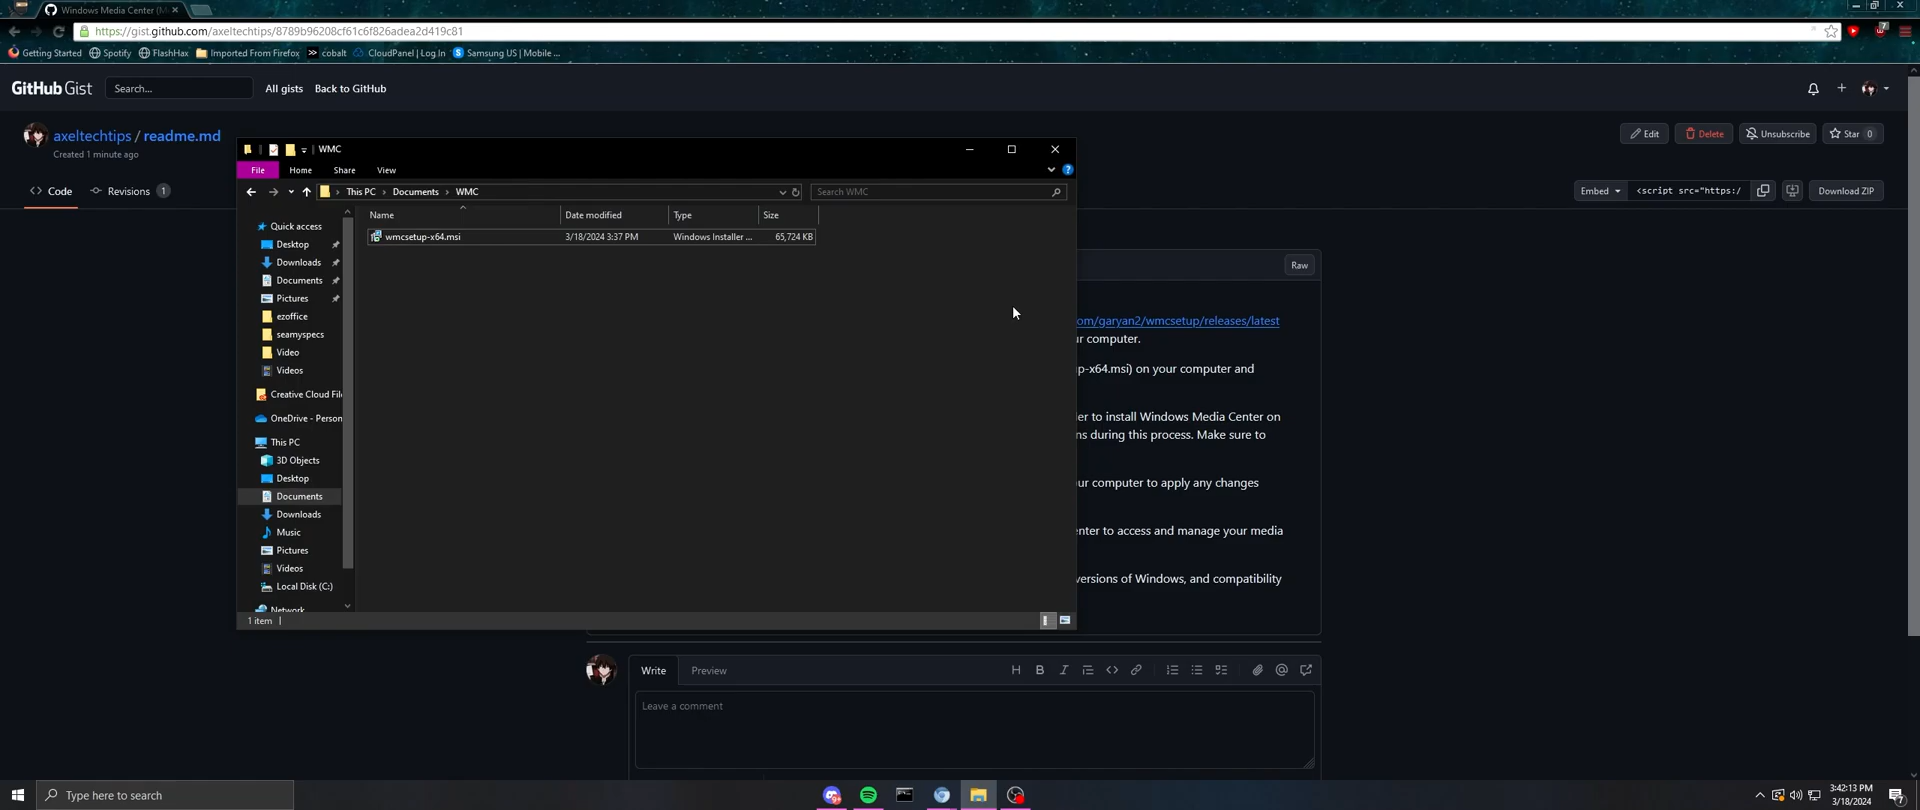 Windows Media Center (M
https://gist.github.com/axeltechtips/8789b96208cf61c6f826adea2d419c81
7
Getting Started
Spotify
FlashHax
Imported From Firefox
cobalt
CloudPanel | Log In
Samsung US | Mobile ...
GitHub Gist
Search...
All gists
Back to GitHub
axeltechtips / readme.md
Created 1 minute ago
Edit
Delete
Unsubscribe
Star 0
Code
Revisions 1
Embed
<script src="https:/
Download ZIP
WMC
File
Home
Share
View
This PC
Documents
WMC
Search WMC
Name
Date modified
Type
Size
wmcsetup-x64.msi
3/18/2024 3:37 PM
Windows Installer ...
65,724 KB
Quick access
Desktop
Downloads
Documents
Pictures
ezoffice
seamyspecs
Video
Videos
Creative Cloud Fil
OneDrive - Person
This PC
3D Objects
Desktop
Documents
Downloads
Music
Pictures
Videos
Local Disk (C:)
Network
1 item
Raw
om/garyan2/wmcsetup/releases/latest
ur computer.
p-x64.msi) on your computer and
er to install Windows Media Center on
ns during this process. Make sure to
ur computer to apply any changes
enter to access and manage your media
versions of Windows, and compatibility
Write
Preview
H B I
Leave a comment
Type here to search
3:42:13 PM
3/18/2024
7